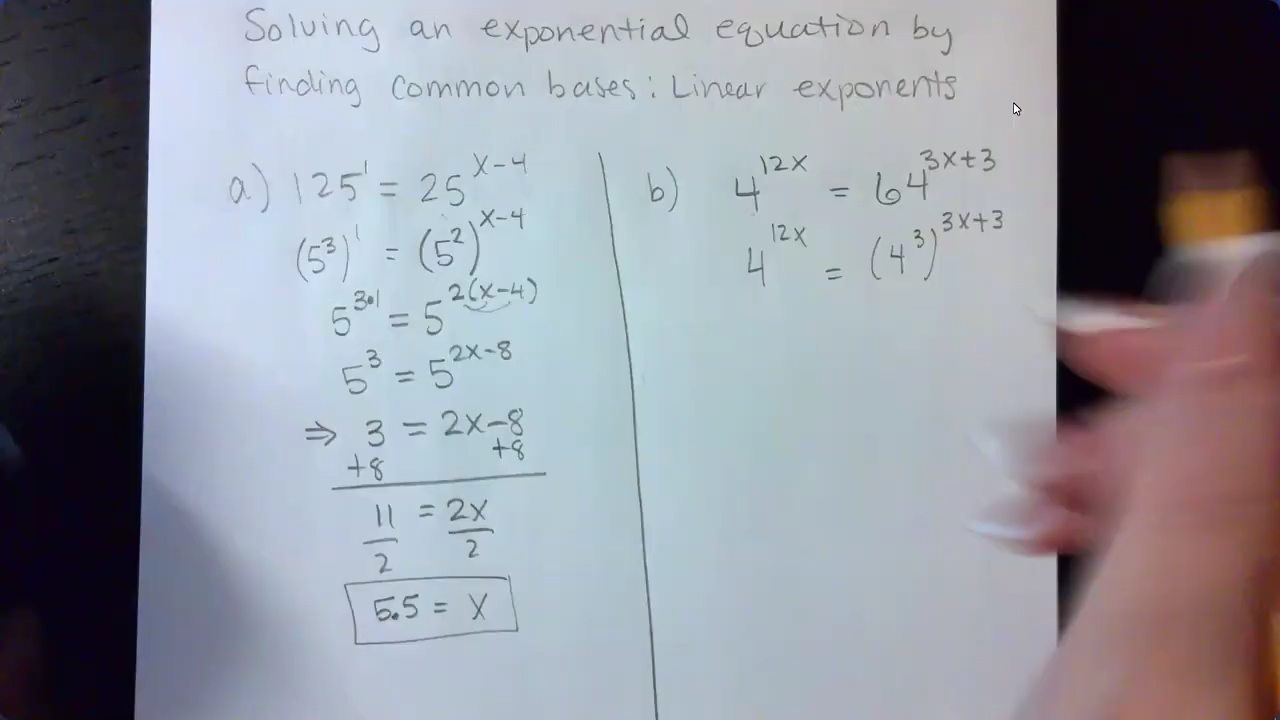 Solving an exponential equation by
finding common bases: Linear exponents
a) 125^1 = 25^{x-4}
(5^3)^1 = (5^2)^{x-4}
5^{3•1} = 5^{2(x-4)}
5^3 = 5^{2x-8}
⇒ 3 = 2x-8
+8 +8
11/2 = 2x/2
5.5 = x
b) 4^{12x} = 64^{3x+3}
4^{12x} = (4^3)^{3x+3}